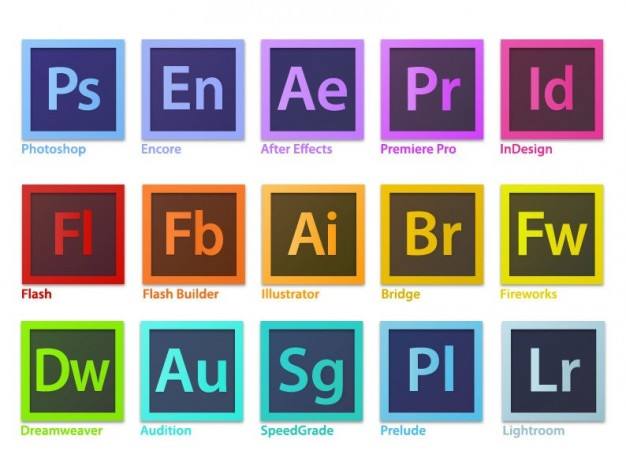 Ps En Ae Pr Id
Photoshop Encore After Effects Premiere Pro InDesign
Fl Fb Ai Br Fw
Flash Flash Builder Illustrator Bridge Fireworks
Dw Au Sg Pl Lr
Dreamweaver Audition SpeedGrade Prelude Lightroom